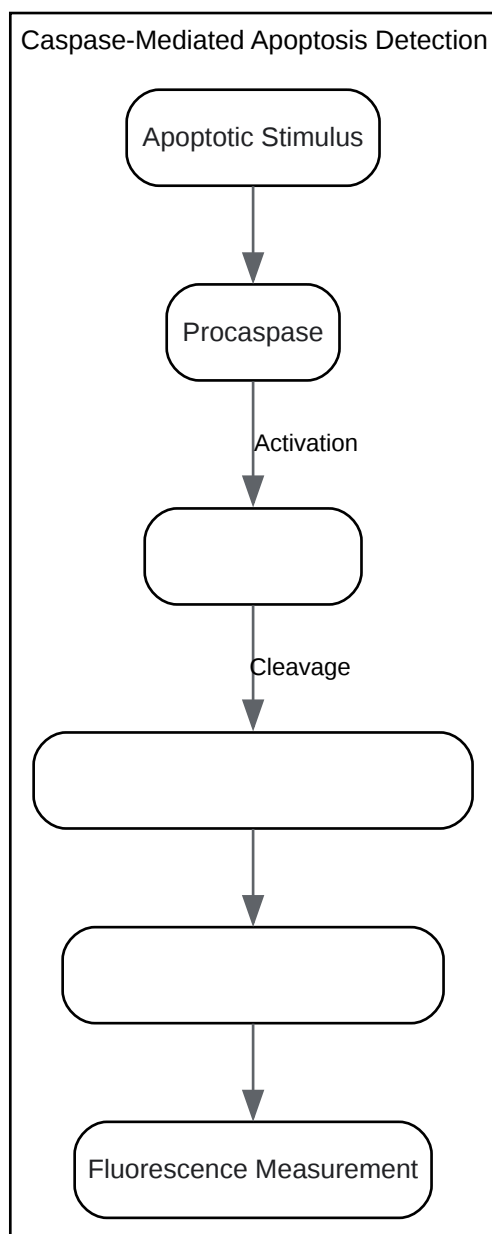 Caspase-Mediated Apoptosis Detection
Apoptotic Stimulus
Procaspase
Activation
Cleavage
Fluorescence Measurement